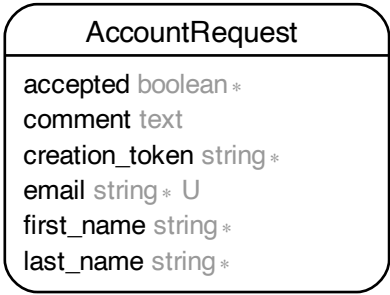 AccountRequest
accepted boolean *
comment text
creation_token string *
email string * U
first_name string *
last_name string *